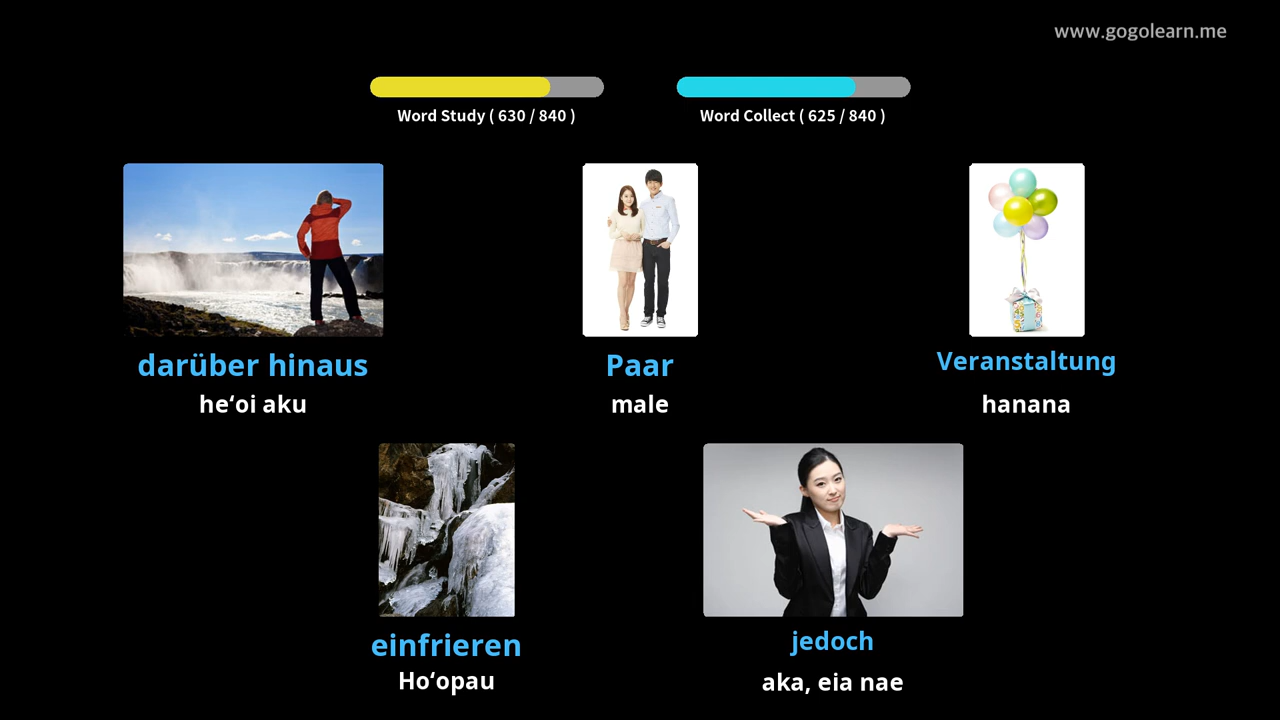 www.gogolearn.me
Word Study ( 630 / 840 )
Word Collect ( 625 / 840 )
darüber hinaus
heʻoi aku
Paar
male
Veranstaltung
hanana
einfrieren
Hoʻopau
jedoch
aka, eia nae